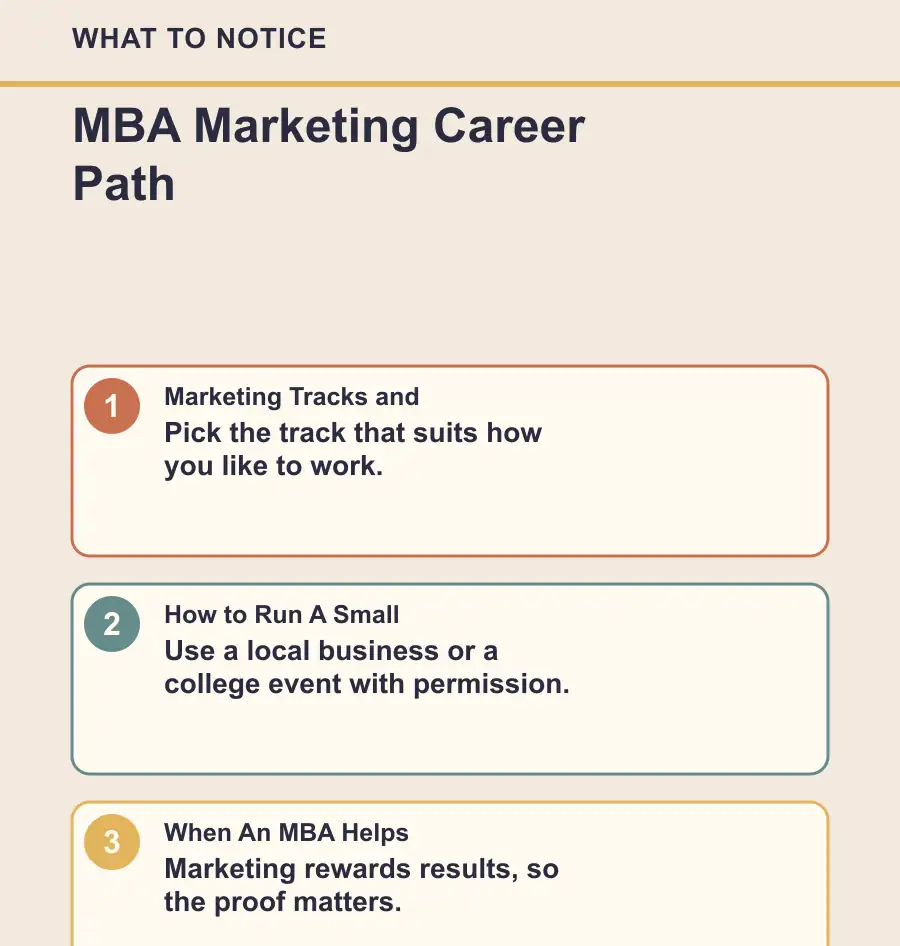 WHAT TO NOTICE
MBA Marketing Career
Path
1
Marketing Tracks and
Pick the track that suits how
you like to work.
2
How to Run A Small
Use a local business or a
college event with permission.
3
When An MBA Helps
Marketing rewards results, so
the proof matters.